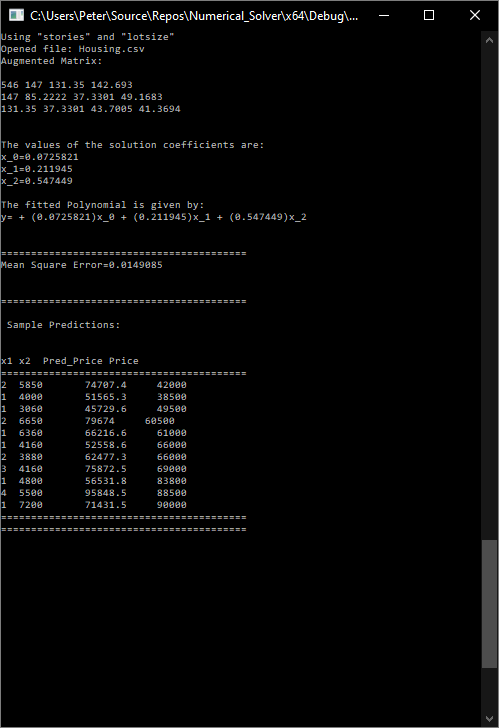 C:\Users\Peter\Source\Repos\Numerical_Solver\x64\Debug\...
Using "stories" and "lotsize"
Opened file: Housing.csv
Augmented Matrix:
546 147 131.35 142.693
147 85.2222 37.3301 49.1683
131.35 37.3301 43.7005 41.3694
The values of the solution coefficients are:
x_0=0.0725821
x_1=0.211945
x_2=0.547449
The fitted Polynomial is given by:
y= + (0.0725821)x_0 + (0.211945)x_1 + (0.547449)x_2
=========================================
Mean Square Error=0.0149085
=========================================
Sample Predictions:
x1 x2 Pred_Price Price
=========================================
2 5850 74707.4 42000
1 4000 51565.3 38500
1 3060 45729.6 49500
2 6650 79674 60500
1 6360 66216.6 61000
1 4160 52558.6 66000
2 3880 62477.3 66000
3 4160 75872.5 69000
1 4800 56531.8 83800
4 5500 95848.5 88500
1 7200 71431.5 90000
=========================================
=========================================